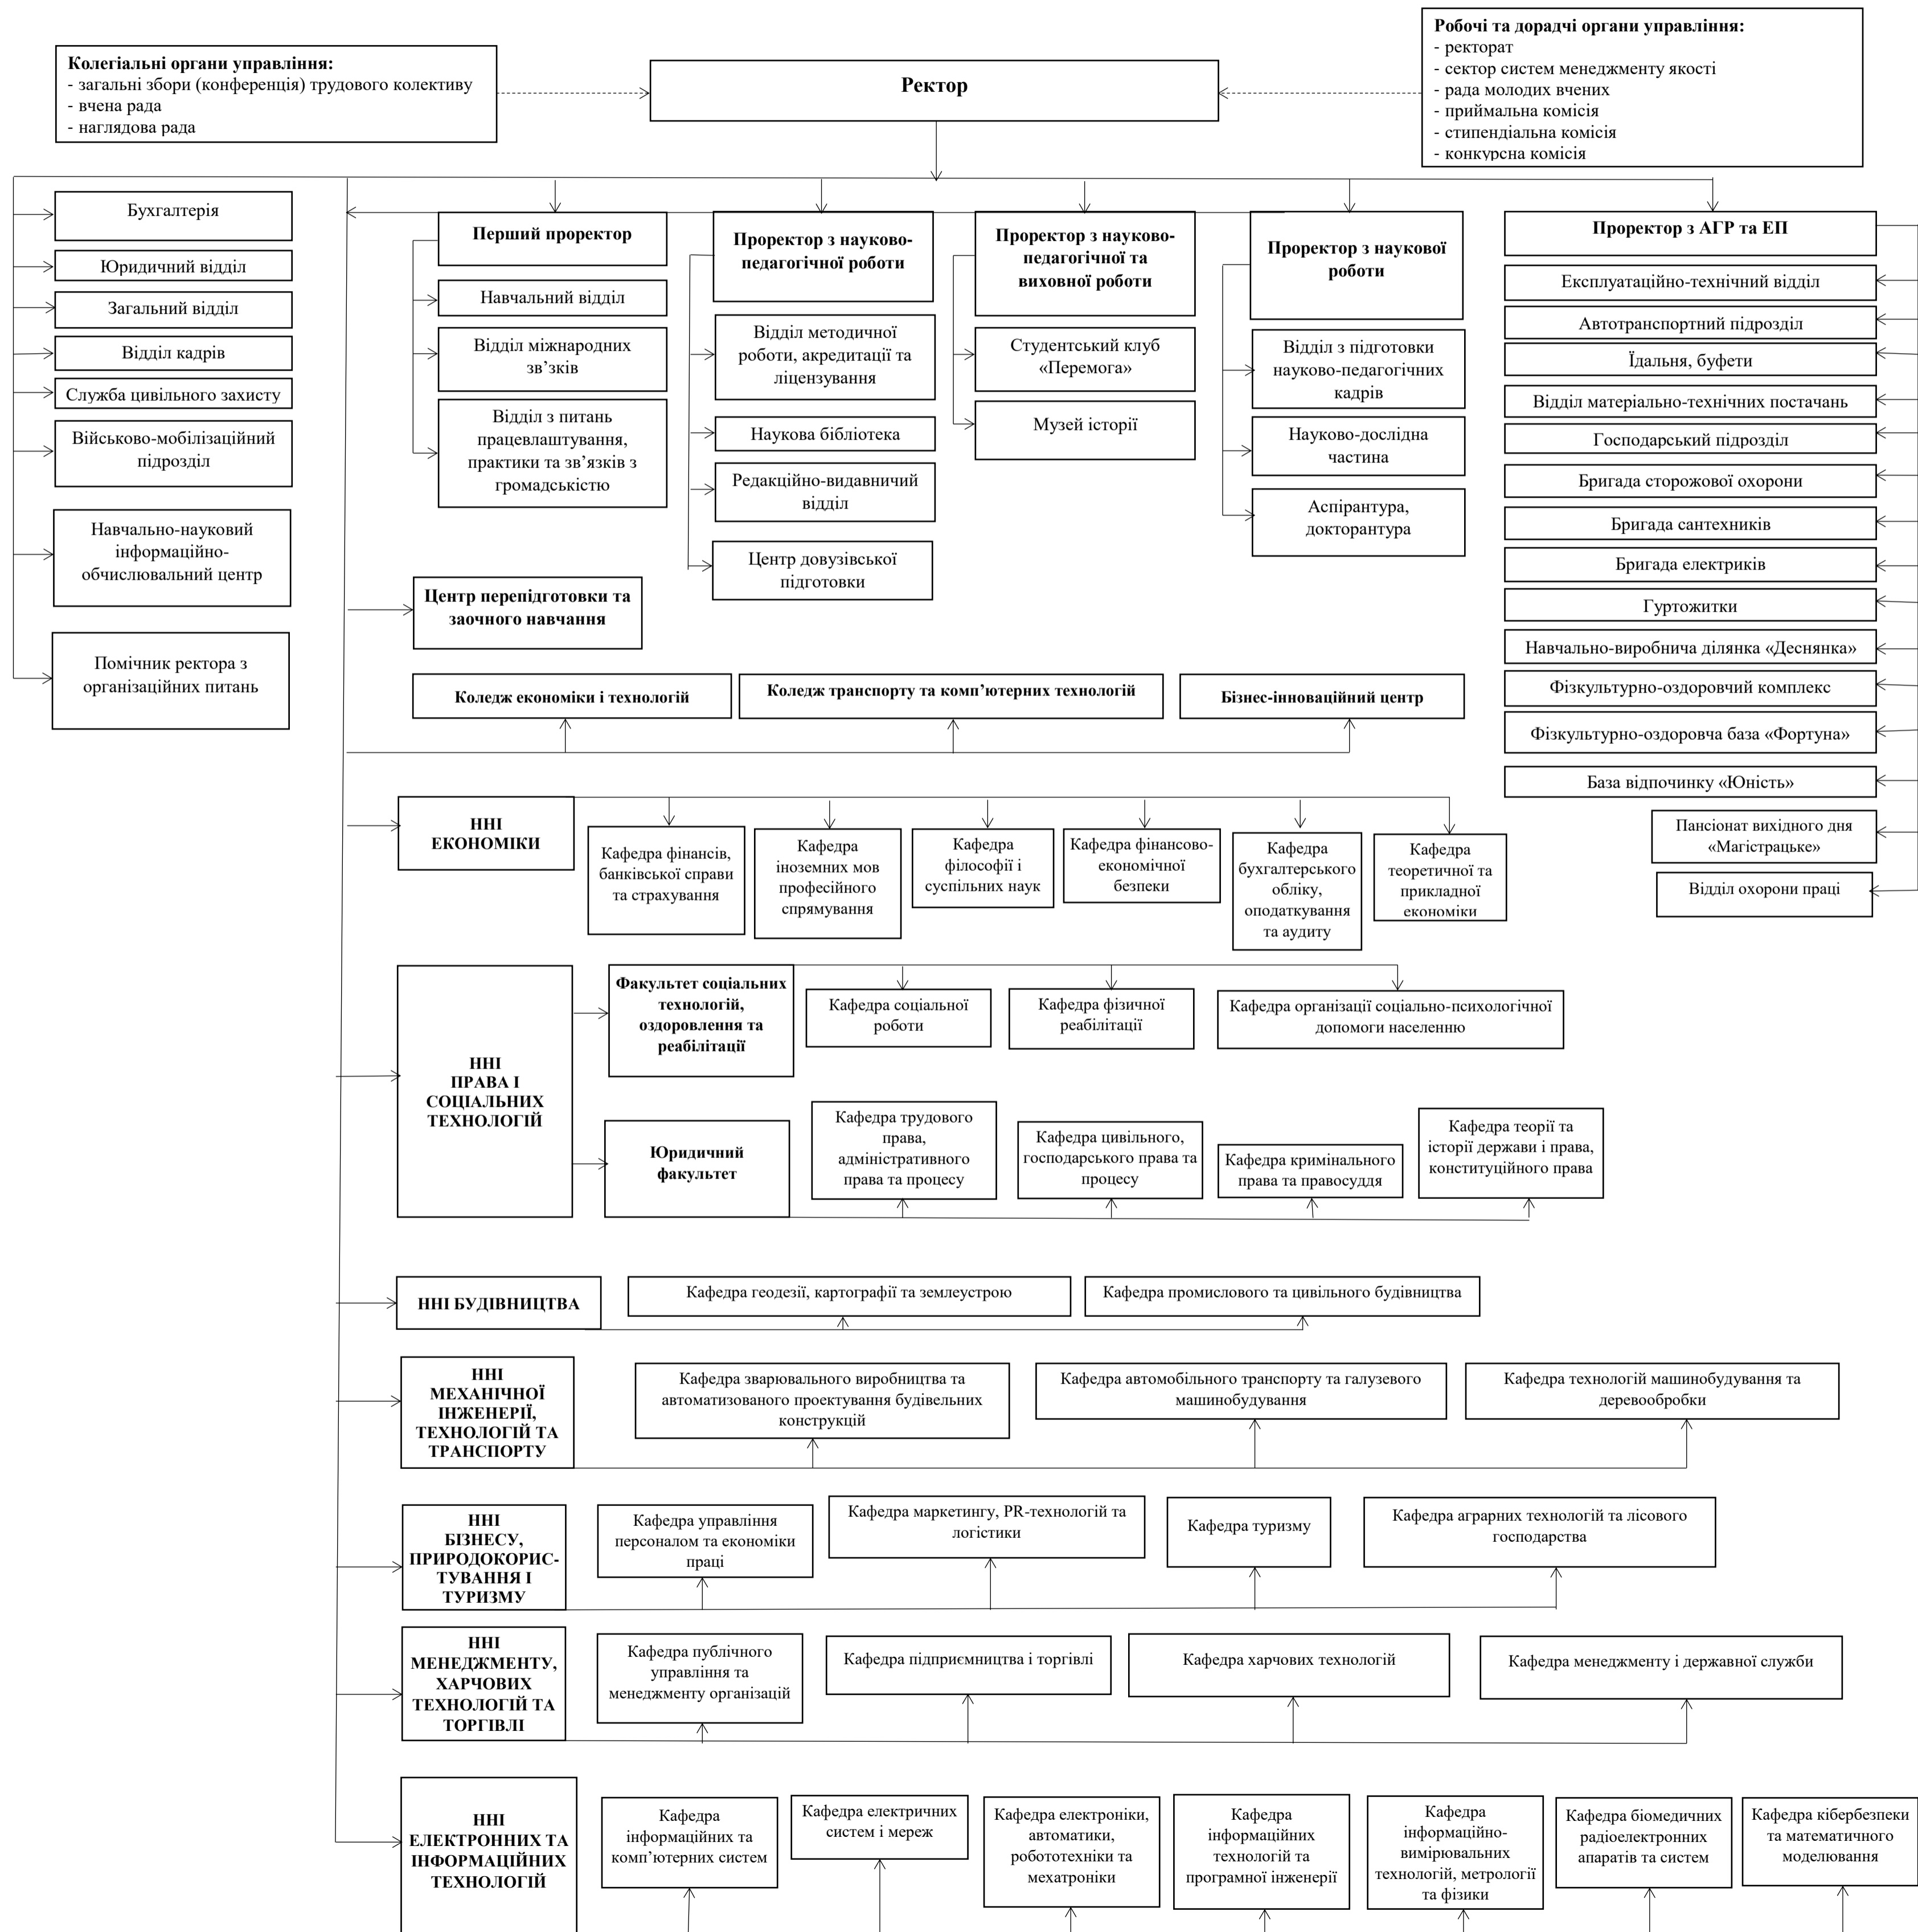 Колегіальні органи управління:
- загальні збори (конференція) трудового колективу
- вчена рада
- наглядова рада
Ректор
Робочі та дорадчі органи управління:
- ректорат
- сектор систем менеджменту якості
- рада молодих вчених
- приймальна комісія
- стипендіальна комісія
- конкурсна комісія
Бухгалтерія
Юридичний відділ
Загальний відділ
Відділ кадрів
Служба цивільного захисту
Військово-мобілізаційний
підрозділ
Навчально-науковий
інформаційно-
обчислювальний центр
Помічник ректора з
організаційних питань
Перший проректор
Навчальний відділ
Відділ міжнародних
зв’язків
Відділ з питань
працевлаштування,
практики та зв’язків з
громадськістю
Проректор з науково-
педагогічної роботи
Відділ методичної
роботи, акредитації та
ліцензування
Наукова бібліотека
Редакційно-видавничий
відділ
Центр довузівської
підготовки
Проректор з науково-
педагогічної та
виховної роботи
Студентський клуб
«Перемога»
Музей історії
Проректор з наукової
роботи
Відділ з підготовки
науково-педагогічних
кадрів
Науково-дослідна
частина
Аспірантура,
докторантура
Проректор з АГР та ЕП
Експлуатаційно-технічний відділ
Автотранспортний підрозділ
Їдальня, буфети
Відділ матеріально-технічних постачань
Господарський підрозділ
Бригада сторожової охорони
Бригада сантехників
Бригада електриків
Гуртожитки
Навчально-виробнича ділянка «Деснянка»
Фізкультурно-оздоровчий комплекс
Фізкультурно-оздоровча база «Фортуна»
База відпочинку «Юність»
Пансіонат вихідного дня
«Магістрацьке»
Відділ охорони праці
Центр перепідготовки та
заочного навчання
Коледж економіки і технологій
Коледж транспорту та комп’ютерних технологій
Бізнес-інноваційний центр
ННІ
ЕКОНОМІКИ
Кафедра фінансів,
банківської справи
та страхування
Кафедра
іноземних мов
професійного
спрямування
Кафедра
філософії і
суспільних наук
Кафедра фінансово-
економічної
безпеки
Кафедра
бухгалтерського
обліку,
оподаткування
та аудиту
Кафедра
теоретичної та
прикладної
економіки
ННІ
ПРАВА І
СОЦІАЛЬНИХ
ТЕХНОЛОГІЙ
Факультет соціальних
технологій,
оздоровлення та
реабілітації
Кафедра соціальної
роботи
Кафедра фізичної
реабілітації
Кафедра організації соціально-психологічної
допомоги населенню
Юридичний
факультет
Кафедра трудового
права,
адміністративного
права та процесу
Кафедра цивільного,
господарського права та
процесу
Кафедра кримінального
права та правосуддя
Кафедра теорії та
історії держави і права,
конституційного права
ННІ БУДІВНИЦТВА
Кафедра геодезії, картографії та землеустрою
Кафедра промислового та цивільного будівництва
ННІ
МЕХАНІЧНОЇ
ІНЖЕНЕРІЇ,
ТЕХНОЛОГІЙ ТА
ТРАНСПОРТУ
Кафедра зварювального виробництва та
автоматизованого проектування будівельних
конструкцій
Кафедра автомобільного транспорту та галузевого
машинобудування
Кафедра технологій машинобудування та
деревообробки
ННІ
БІЗНЕСУ,
ПРИРОДОКОРИС-
ТУВАННЯ І
ТУРИЗМУ
Кафедра управління
персоналом та економіки
праці
Кафедра маркетингу, PR-технологій та
логістики
Кафедра туризму
Кафедра аграрних технологій та лісового
господарства
ННІ
МЕНЕДЖМЕНТУ,
ХАРЧОВИХ
ТЕХНОЛОГІЙ ТА
ТОРГІВЛІ
Кафедра публічного
управління та
менеджменту організацій
Кафедра підприємництва і торгівлі
Кафедра харчових технологій
Кафедра менеджменту і державної служби
ННІ
ЕЛЕКТРОННИХ ТА
ІНФОРМАЦІЙНИХ
ТЕХНОЛОГІЙ
Кафедра
інформаційних та
комп’ютерних систем
Кафедра електричних
систем і мереж
Кафедра електроніки,
автоматики,
робототехніки та
мехатроніки
Кафедра
інформаційних
технологій та
програмної інженерії
Кафедра
інформаційно-
вимірювальних
технологій, метрології
та фізики
Кафедра біомедичних
радіоелектронних
апаратів та систем
Кафедра кібербезпеки
та математичного
моделювання